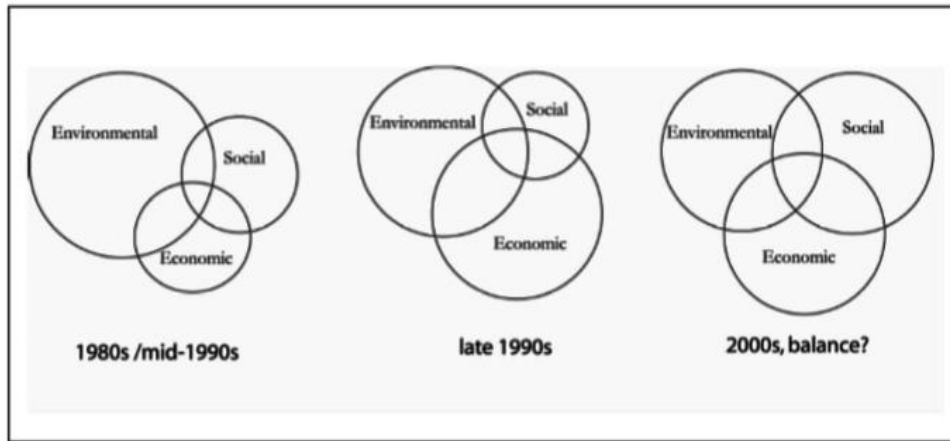 Environmental
Social
Economic
1980s /mid-1990s
Environmental
Social
Economic
late 1990s
Environmental
Social
Economic
2000s, balance?